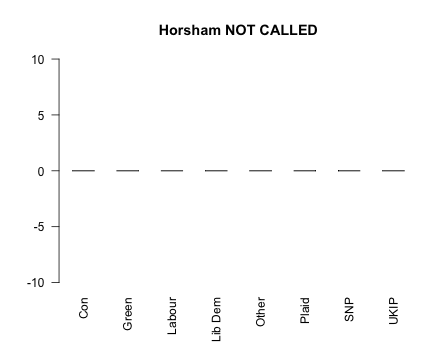 Horsham NOT CALLED
10
5
0
-5
-10
Con
Green
Labour
Lib Dem
Other
Plaid
SNP
UKIP